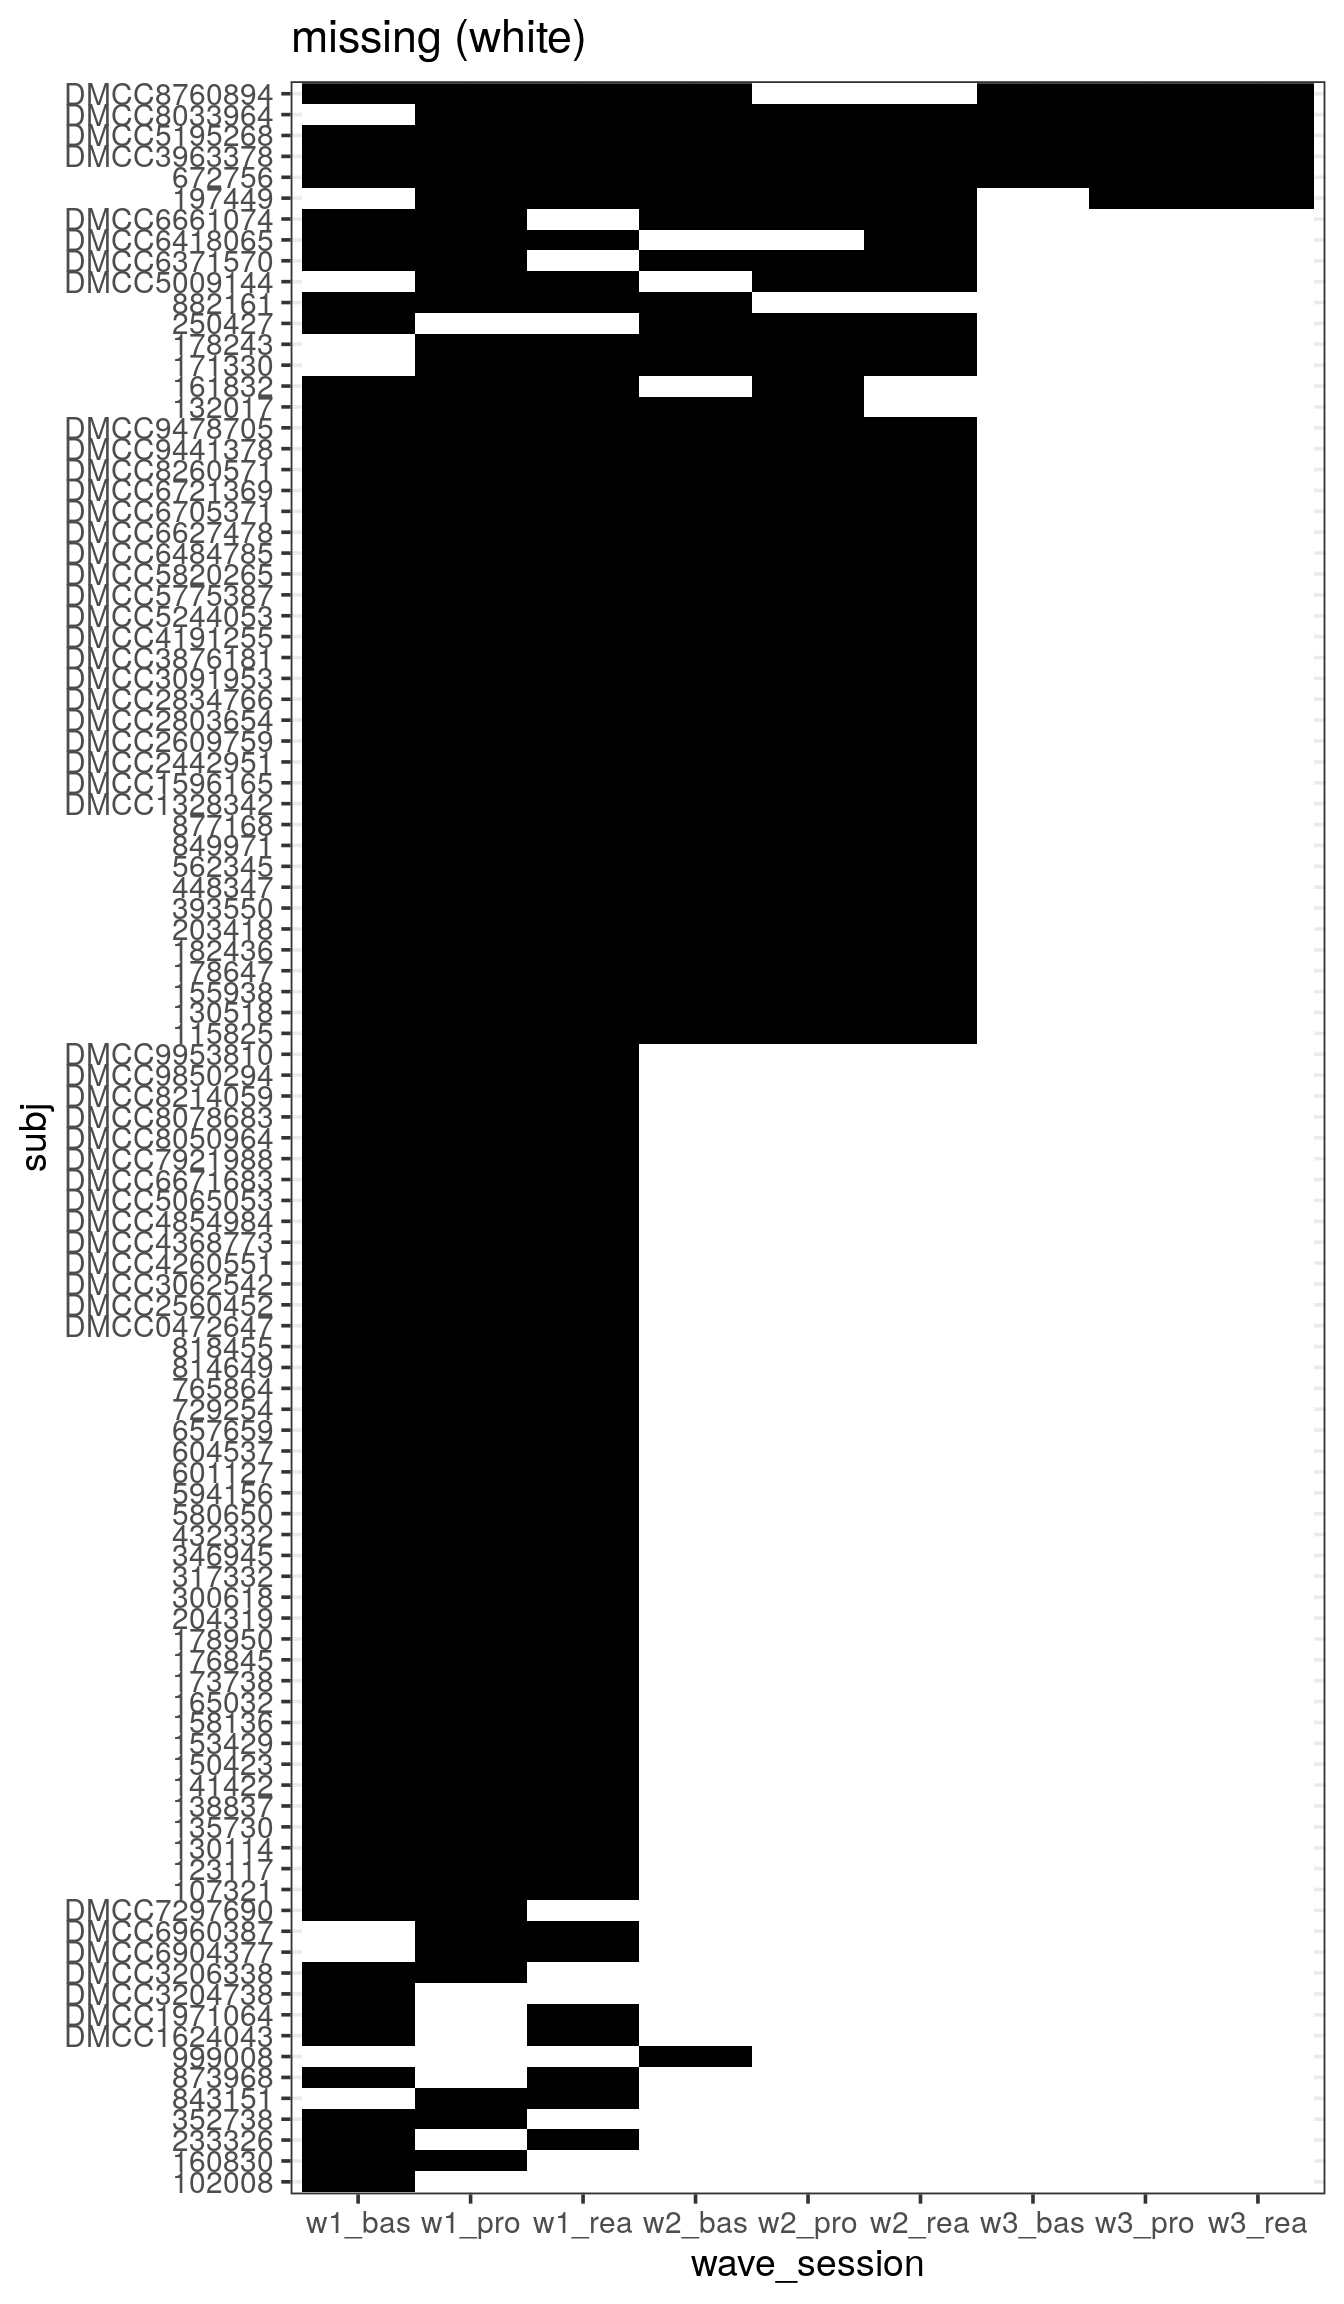 missing (white)
DMCC8760894
DMCC8033964
DMCC5195268
DMCC3963378
672756
197449
DMCC6661074
DMCC6418065
DMCC6371570
DMCC5009144
882161
250427
178243
171330
161832
132017
DMCC9478705
DMCC9441378
DMCC8260571
DMCC6721369
DMCC6705371
DMCC6627478
DMCC6484785
DMCC5820265
DMCC5775387
DMCC5244053
DMCC4191255
DMCC3876181
DMCC3091953
DMCC2834766
DMCC2803654
DMCC2609759
DMCC2442951
DMCC1596165
DMCC1328342
877168
849971
562345
448347
393550
203418
182436
178647
155938
130518
115825
DMCC9953810
DMCC9850294
DMCC8214059
DMCC8078683
DMCC8050964
DMCC7921988
DMCC6671683
DMCC5065053
DMCC4854984
DMCC4368773
DMCC4260551
DMCC3062542
DMCC2560452
DMCC0472647
818455
814649
765864
729254
657659
604537
601127
594156
580650
432332
346945
317332
300618
204319
178950
176845
173738
165032
158136
153429
150423
141422
138837
135730
130114
123117
107321
DMCC7297690
DMCC6960387
DMCC6904377
DMCC3206338
DMCC3204738
DMCC1971064
DMCC1624043
999008
873968
843151
352738
233326
160830
102008
subj
w1_bas w1_pro w1_rea w2_bas w2_pro w2_rea w3_bas w3_pro w3_rea
wave_session